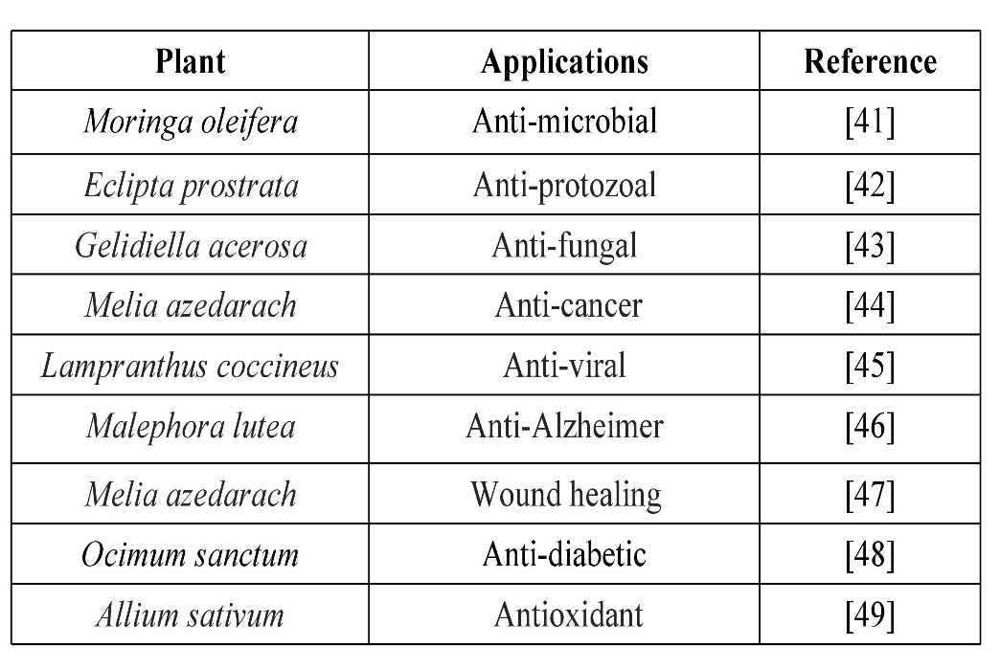 Plant Applications Reference
Moringa oleifera Anti-microbial [41]
Eclipta prostrata Anti-protozoal [42]
Gelidiella acerosa Anti-fungal [43]
Melia azedarach Anti-cancer [44]
Lampranthus coccineus Anti-viral [45]
Malephora lutea Anti-Alzheimer [46]
Melia azedarach Wound healing [47]
Ocimum sanctum Anti-diabetic [48]
Allium sativum Antioxidant [49]